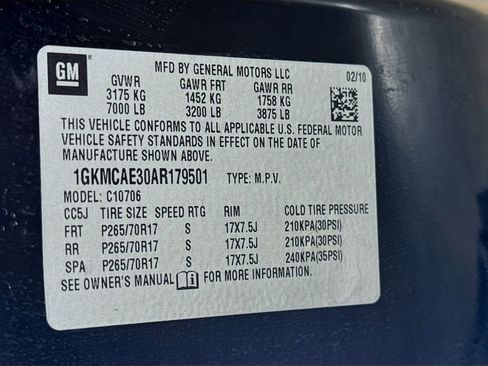 GM MFD BY GENERAL MOTORS LLC 02/10
GVWR GAWR FRT GAWR RR
3175 KG 1452 KG 1758 KG
7000 LB 3200 LB 3875 LB
THIS VEHICLE CONFORMS TO ALL APPLICABLE U.S. FEDERAL MOTOR
VEHICLE SAFETY STANDARDS IN EFFECT ON THE DATE OF
MANUFACTURE SHOWN ABOVE.
1GKMCAE30AR179501 TYPE: M.P.V.
MODEL: C10706
CC5J TIRE SIZE SPEED RTG RIM COLD TIRE PRESSURE
FRT P265/70R17 S 17X7.5J 210KPA(30PSI)
RR P265/70R17 S 17X7.5J 210KPA(30PSI)
SPA P265/70R17 S 17X7.5J 240KPA(35PSI)
SEE OWNER'S MANUAL FOR MORE INFORMATION